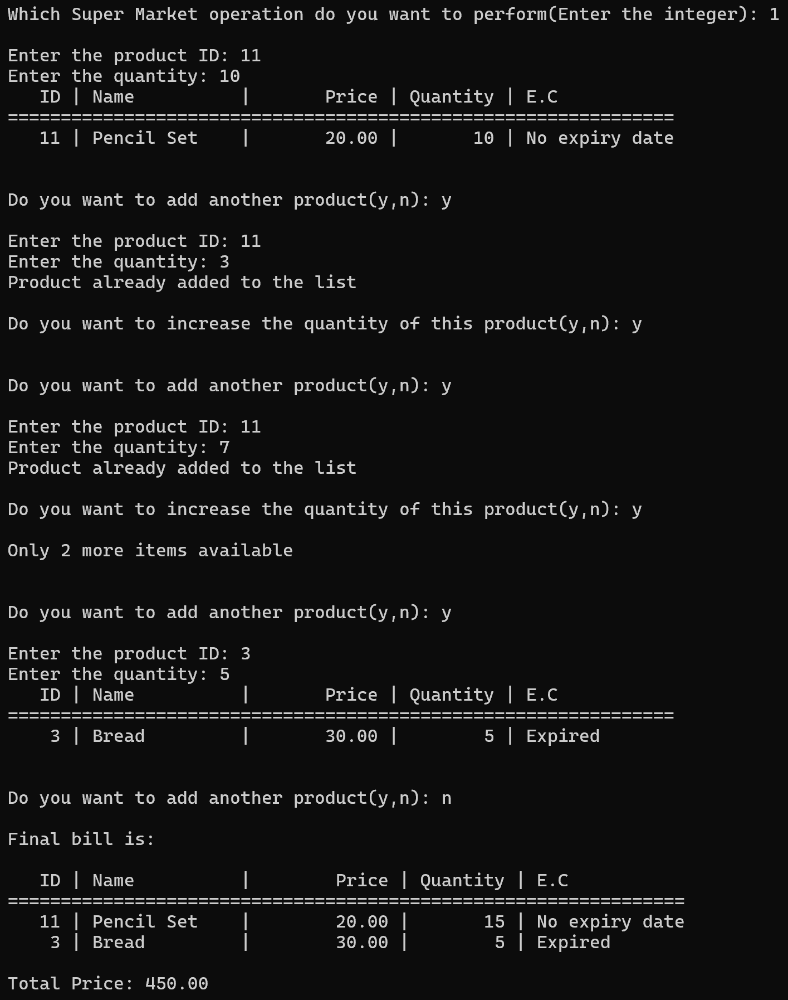 Which Super Market operation do you want to perform(Enter the integer): 1
Enter the product ID: 11
Enter the quantity: 10
   ID | Name          |       Price | Quantity | E.C
===============================================================
   11 | Pencil Set    |       20.00 |       10 | No expiry date
Do you want to add another product(y,n): y
Enter the product ID: 11
Enter the quantity: 3
Product already added to the list
Do you want to increase the quantity of this product(y,n): y
Do you want to add another product(y,n): y
Enter the product ID: 11
Enter the quantity: 7
Product already added to the list
Do you want to increase the quantity of this product(y,n): y
Only 2 more items available
Do you want to add another product(y,n): y
Enter the product ID: 3
Enter the quantity: 5
   ID | Name          |       Price | Quantity | E.C
===============================================================
    3 | Bread         |       30.00 |        5 | Expired
Do you want to add another product(y,n): n
Final bill is:
   ID | Name          |        Price | Quantity | E.C
================================================================
   11 | Pencil Set    |        20.00 |       15 | No expiry date
    3 | Bread         |        30.00 |        5 | Expired
Total Price: 450.00